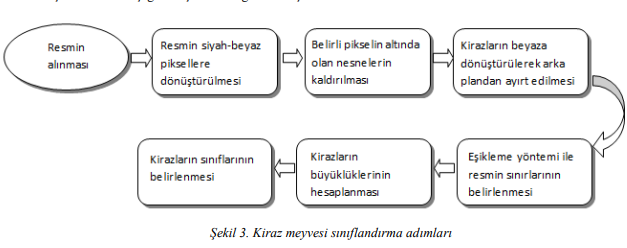 Resmin
alınması
Resmin siyah-beyaz
piksellere
dönüştürülmesi
Belirli pikselin altında
olan nesnelerin
kaldırılması
Kirazların beyaza
dönüştürülerek arka
plandan ayırt edilmesi
Eşikleme yöntemi ile
resmin sınırlarının
belirlenmesi
Kirazların
büyüklüklerinin
hesaplanması
Kirazların sınıflarının
belirlenmesi
Şekil 3. Kiraz meyvesi sınıflandırma adımları